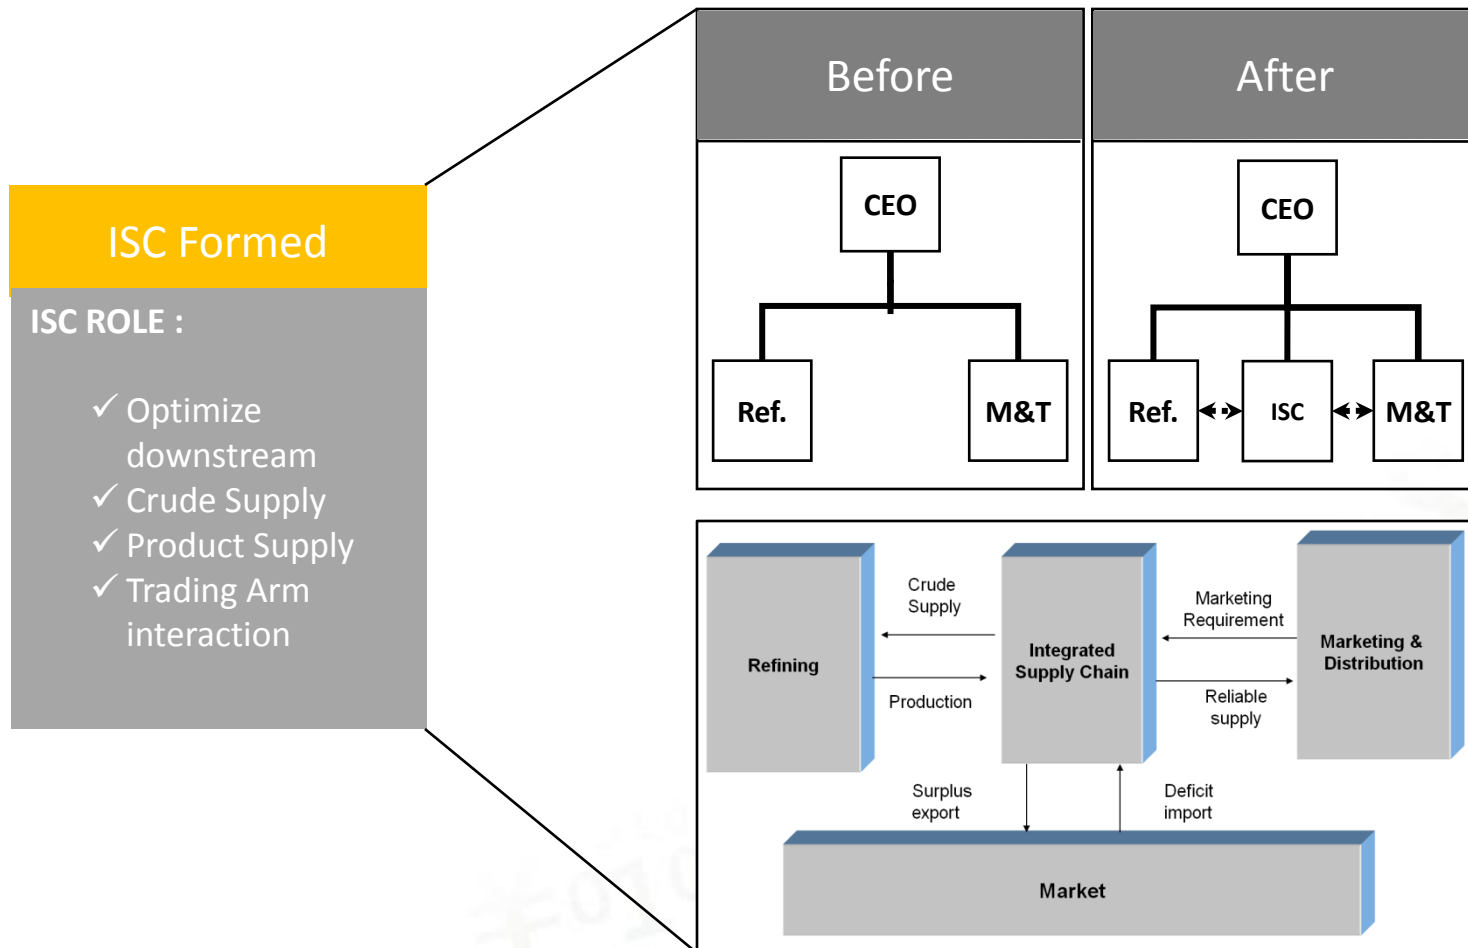 ISC Formed
ISC ROLE :
✓ Optimize
downstream
✓ Crude Supply
✓ Product Supply
✓ Trading Arm
interaction
Before
CEO
Ref.
M&T
After
CEO
Ref.
ISC
M&T
Refining
Crude
Supply
Production
Integrated
Supply Chain
Marketing
Requirement
Reliable
supply
Marketing &
Distribution
Surplus
export
Deficit
import
Market